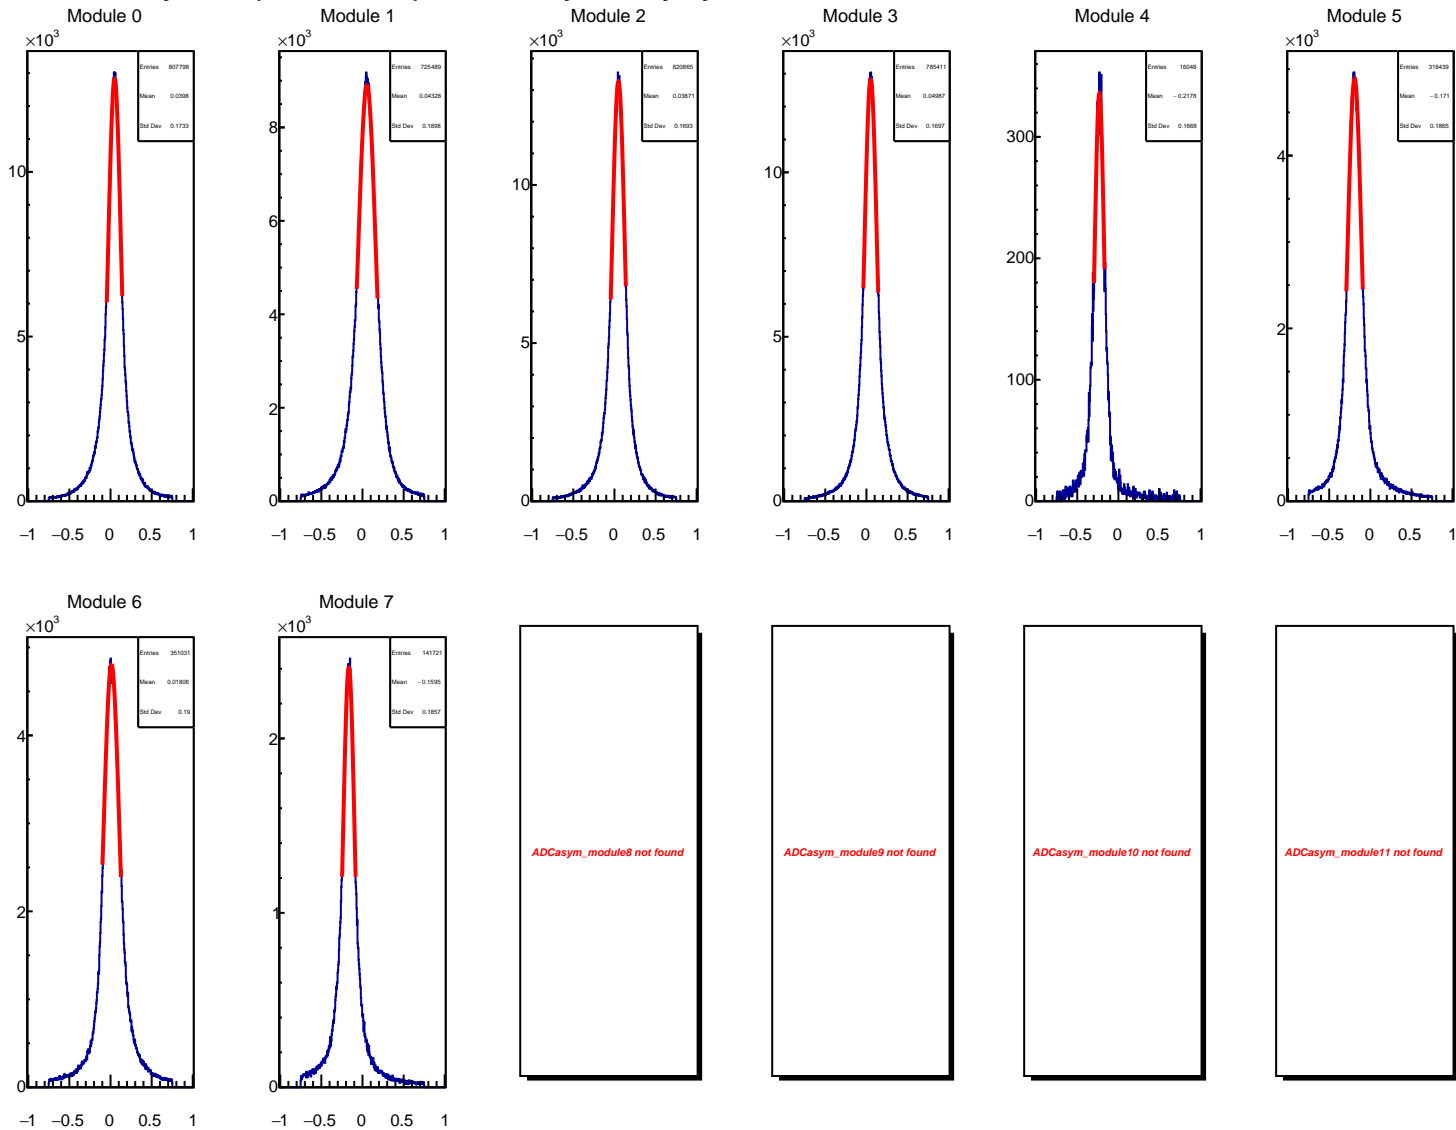 Module 0
×10³
Entries 807798
Mean 0.0398
Std Dev 0.1733
10
5
0
−1 −0.5 0 0.5 1
Module 1
×10³
Entries 725489
Mean 0.04328
Std Dev 0.1898
8
6
4
2
0
−1 −0.5 0 0.5 1
Module 2
×10³
Entries 820865
Mean 0.03871
Std Dev 0.1693
10
5
0
−1 −0.5 0 0.5 1
Module 3
×10³
Entries 785411
Mean 0.04987
Std Dev 0.1697
10
5
0
−1 −0.5 0 0.5 1
Module 4
Entries 16048
Mean −0.2178
Std Dev 0.1668
300
200
100
0
−1 −0.5 0 0.5 1
Module 5
×10³
Entries 318439
Mean −0.171
Std Dev 0.1865
4
2
0
−1 −0.5 0 0.5 1
Module 6
×10³
Entries 351031
Mean 0.01806
Std Dev 0.19
4
2
0
−1 −0.5 0 0.5 1
Module 7
×10³
Entries 141721
Mean −0.1595
Std Dev 0.1857
2
1
0
−1 −0.5 0 0.5 1
ADCasym_module8 not found
ADCasym_module9 not found
ADCasym_module10 not found
ADCasym_module11 not found